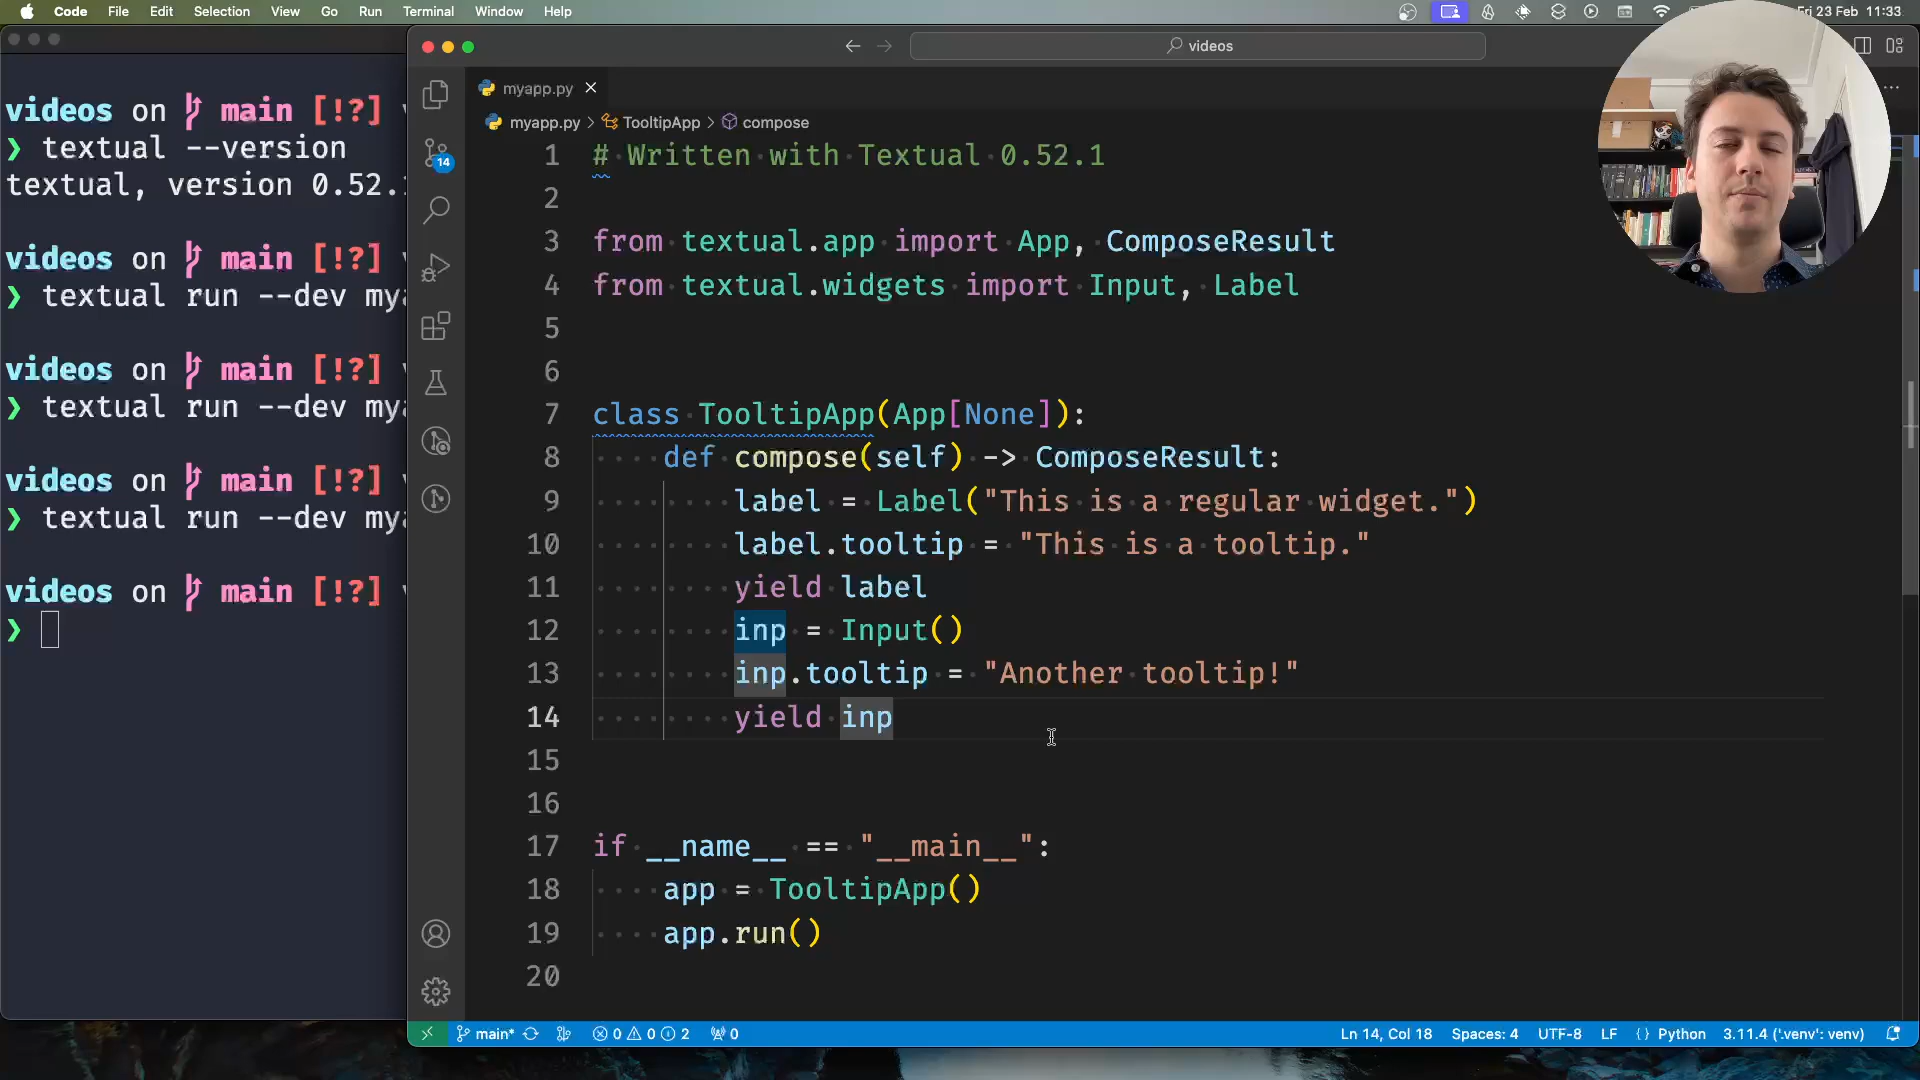 Code File Edit Selection View Go Run Terminal Window Help
Fri 23 Feb 11:33
videos on main [!?]
❯ textual --version
textual, version 0.52.
videos on main [!?]
❯ textual run --dev my
videos on main [!?]
❯ textual run --dev my
videos on main [!?]
❯ textual run --dev my
videos on main [!?]
❯
videos
myapp.py
myapp.py > TooltipApp > compose
14
1 # Written with Textual 0.52.1
2
3 from textual.app import App, ComposeResult
4 from textual.widgets import Input, Label
5
6
7 class TooltipApp(App[None]):
8 def compose(self) -> ComposeResult:
9 label = Label("This is a regular widget.")
10 label.tooltip = "This is a tooltip."
11 yield label
12 inp = Input()
13 inp.tooltip = "Another tooltip!"
14 yield inp
15
16
17 if __name__ == "__main__":
18 app = TooltipApp()
19 app.run()
20
main* 0 0 2 0 Ln 14, Col 18 Spaces: 4 UTF-8 LF { } Python 3.11.4 ('.venv': venv)